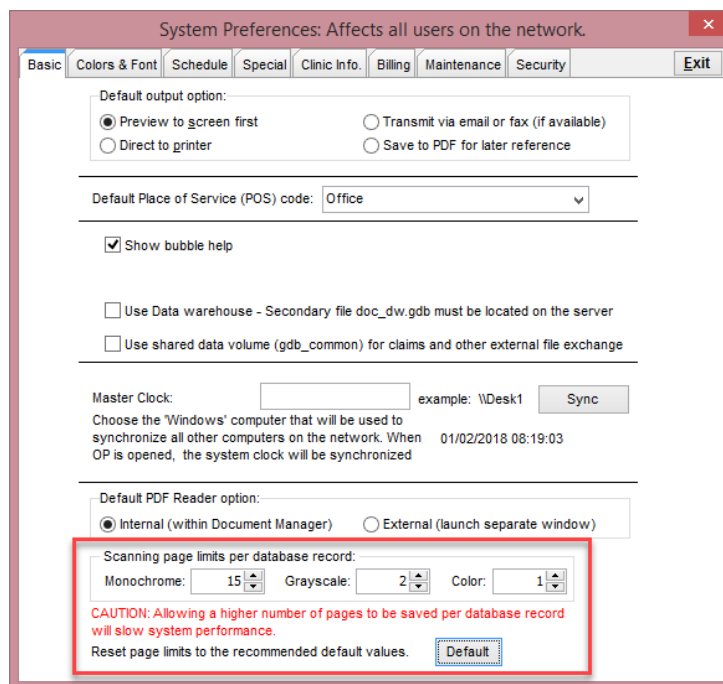 System Preferences: Affects all users on the network.
Basic Colors & Font Schedule Special Clinic Info. Billing Maintenance Security Exit
Default output option:
Preview to screen first Transmit via email or fax (if available)
Direct to printer Save to PDF for later reference
Default Place of Service (POS) code: Office
Show bubble help
Use Data warehouse - Secondary file doc_dw.gdb must be located on the server
Use shared data volume (gdb_common) for claims and other external file exchange
Master Clock: example: \\Desk1 Sync
Choose the 'Windows' computer that will be used to
synchronize all other computers on the network. When 01/02/2018 08:19:03
OP is opened, the system clock will be synchronized
Default PDF Reader option:
Internal (within Document Manager) External (launch separate window)
Scanning page limits per database record:
Monochrome: 15 Grayscale: 2 Color: 1
CAUTION: Allowing a higher number of pages to be saved per database record
will slow system performance.
Reset page limits to the recommended default values. Default